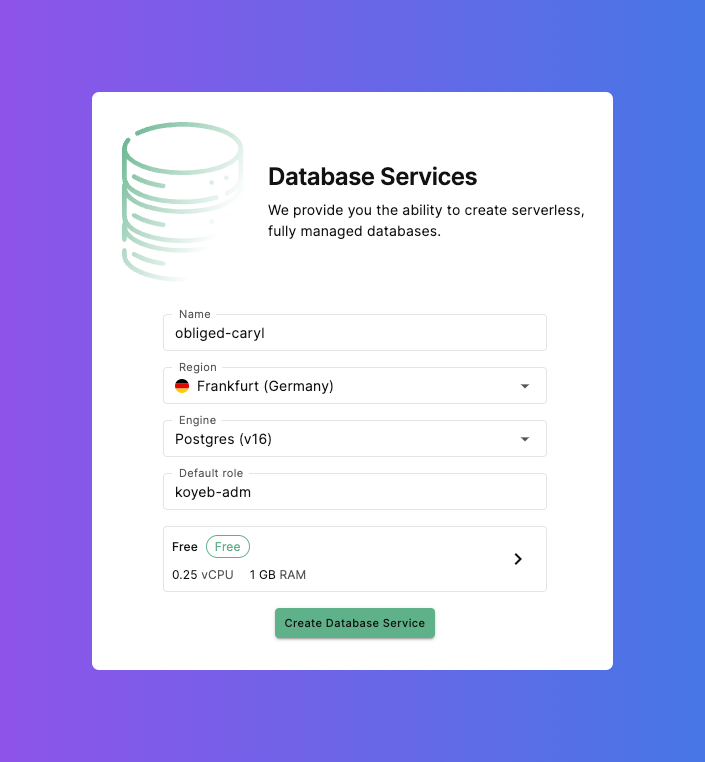 Database Services
We provide you the ability to create serverless,
fully managed databases.
Name
obliged-caryl
Region
Frankfurt (Germany)
Engine
Postgres (v16)
Default role
koyeb-adm
Free Free
0.25 vCPU 1 GB RAM
Create Database Service